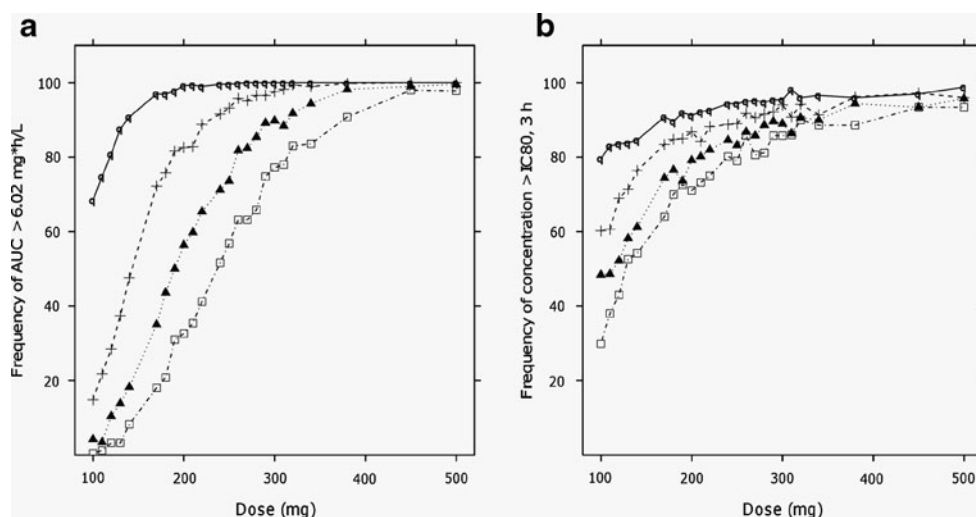 a
Frequency of AUC > 6.02 mg*h/L
100
80
60
40
20
100 200 300 400 500
Dose (mg)
b
Frequency of concentration > IC80, 3 h
100
80
60
40
20
100 200 300 400 500
Dose (mg)